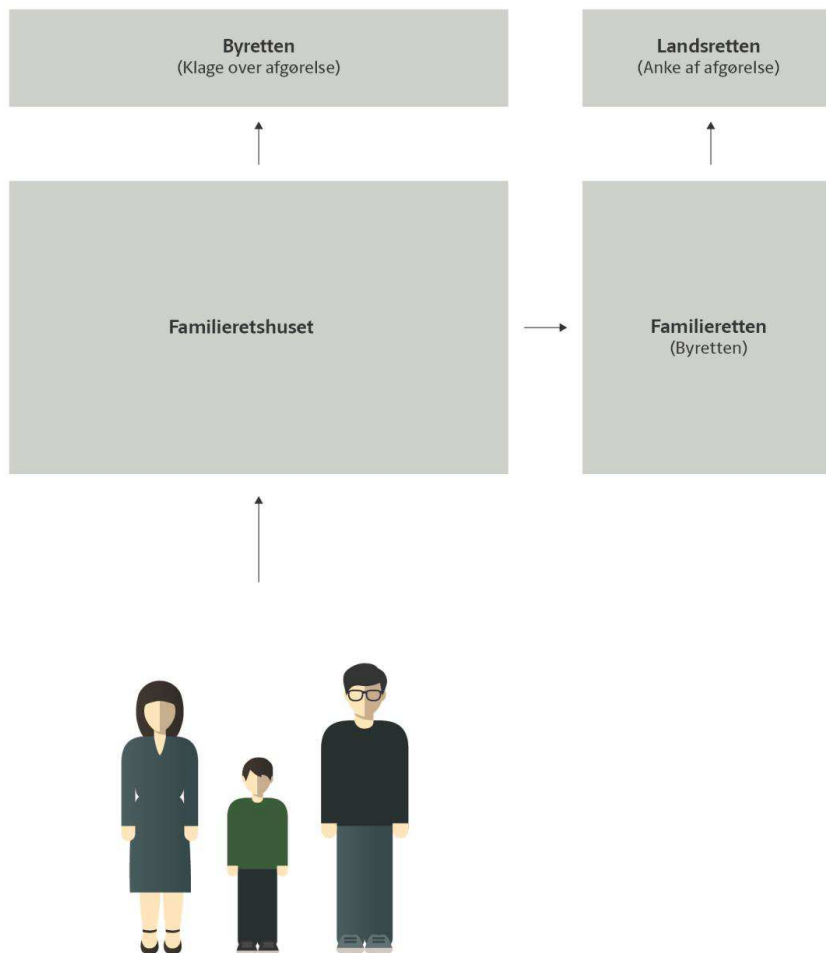 Byretten
(Klage over afgørelse)
Landsretten
(Anke af afgørelse)
Familieretshuset
Familieretten
(Byretten)